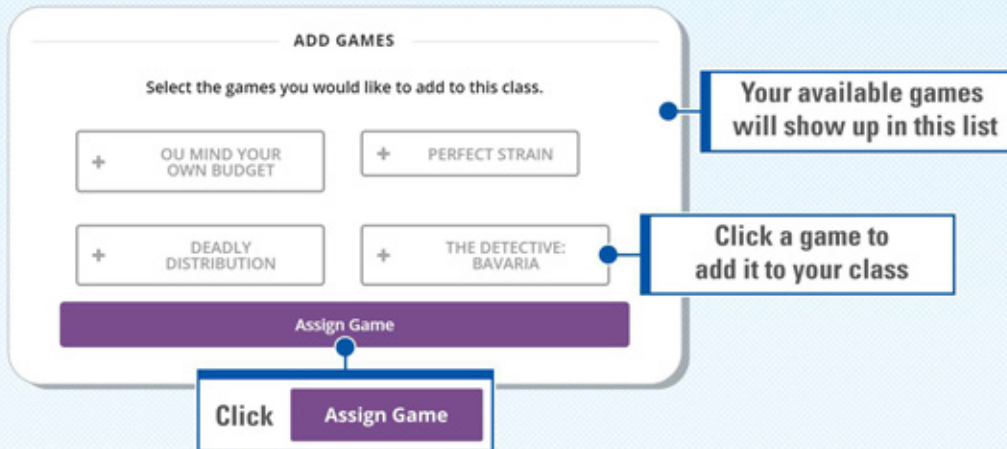 ADD GAMES
Select the games you would like to add to this class.
Your available games
will show up in this list
+ OU MIND YOUR
OWN BUDGET
+ PERFECT STRAIN
+ DEADLY
DISTRIBUTION
+ THE DETECTIVE:
BAVARIA
Click a game to
add it to your class
Assign Game
Click Assign Game